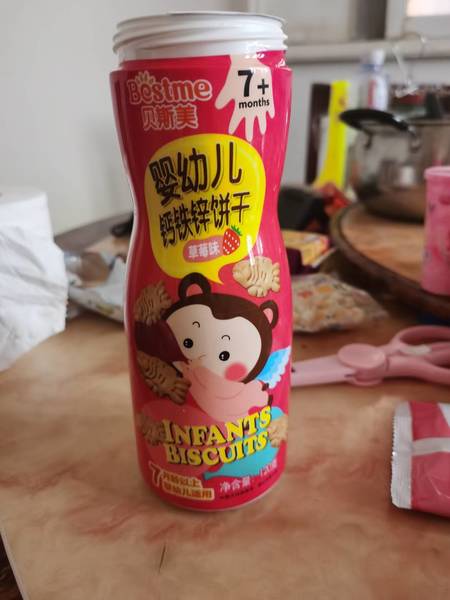 Bestme
贝斯美
7+
months
婴幼儿
钙铁锌饼干
草莓味
INFANTS
BISCUITS
7月龄以上
婴幼儿适用
净含量: